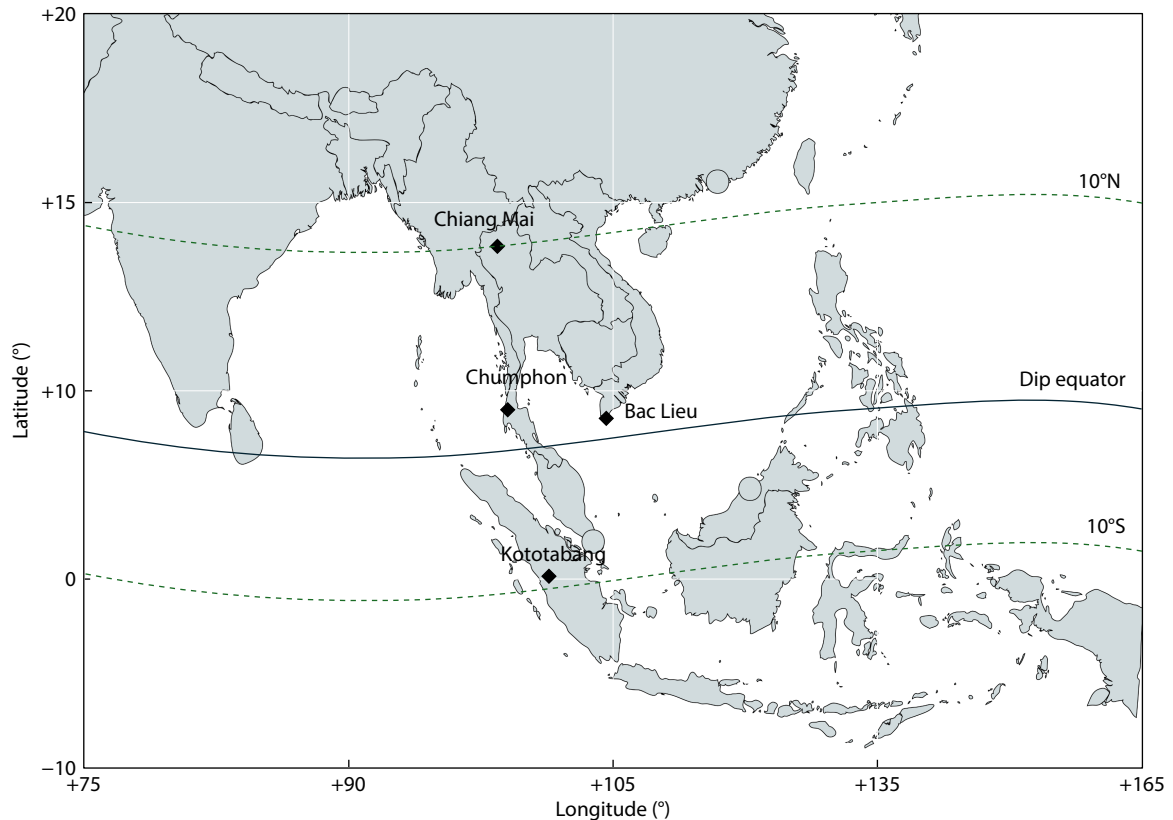 +20
10°N
+15
Chiang Mai
Chumphon
+10
Dip equator
Bac Lieu
Latitude (°)
10°S
Kototabang
0
−10
+75 +90 +105 +135 +165
Longitude (°)